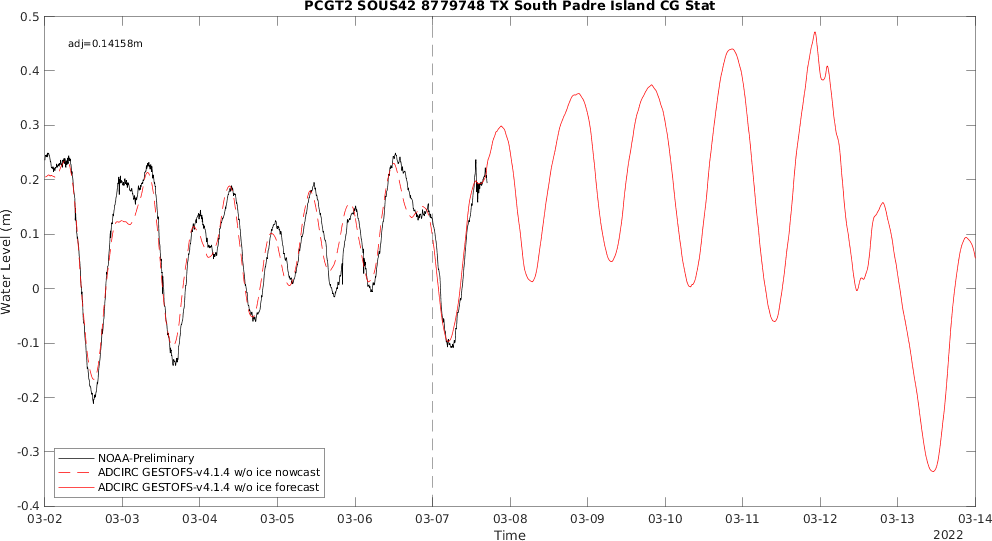 PCGT2 SOUS42 8779748 TX South Padre Island CG Stat
adj=0.14158m
Water Level (m)
0.5
0.4
0.3
0.2
0.1
0
-0.1
-0.2
-0.3
-0.4
NOAA-Preliminary
ADCIRC GESTOFS-v4.1.4 w/o ice nowcast
ADCIRC GESTOFS-v4.1.4 w/o ice forecast
03-02 03-03 03-04 03-05 03-06 03-07 03-08 03-09 03-10 03-11 03-12 03-13 03-14
Time
2022